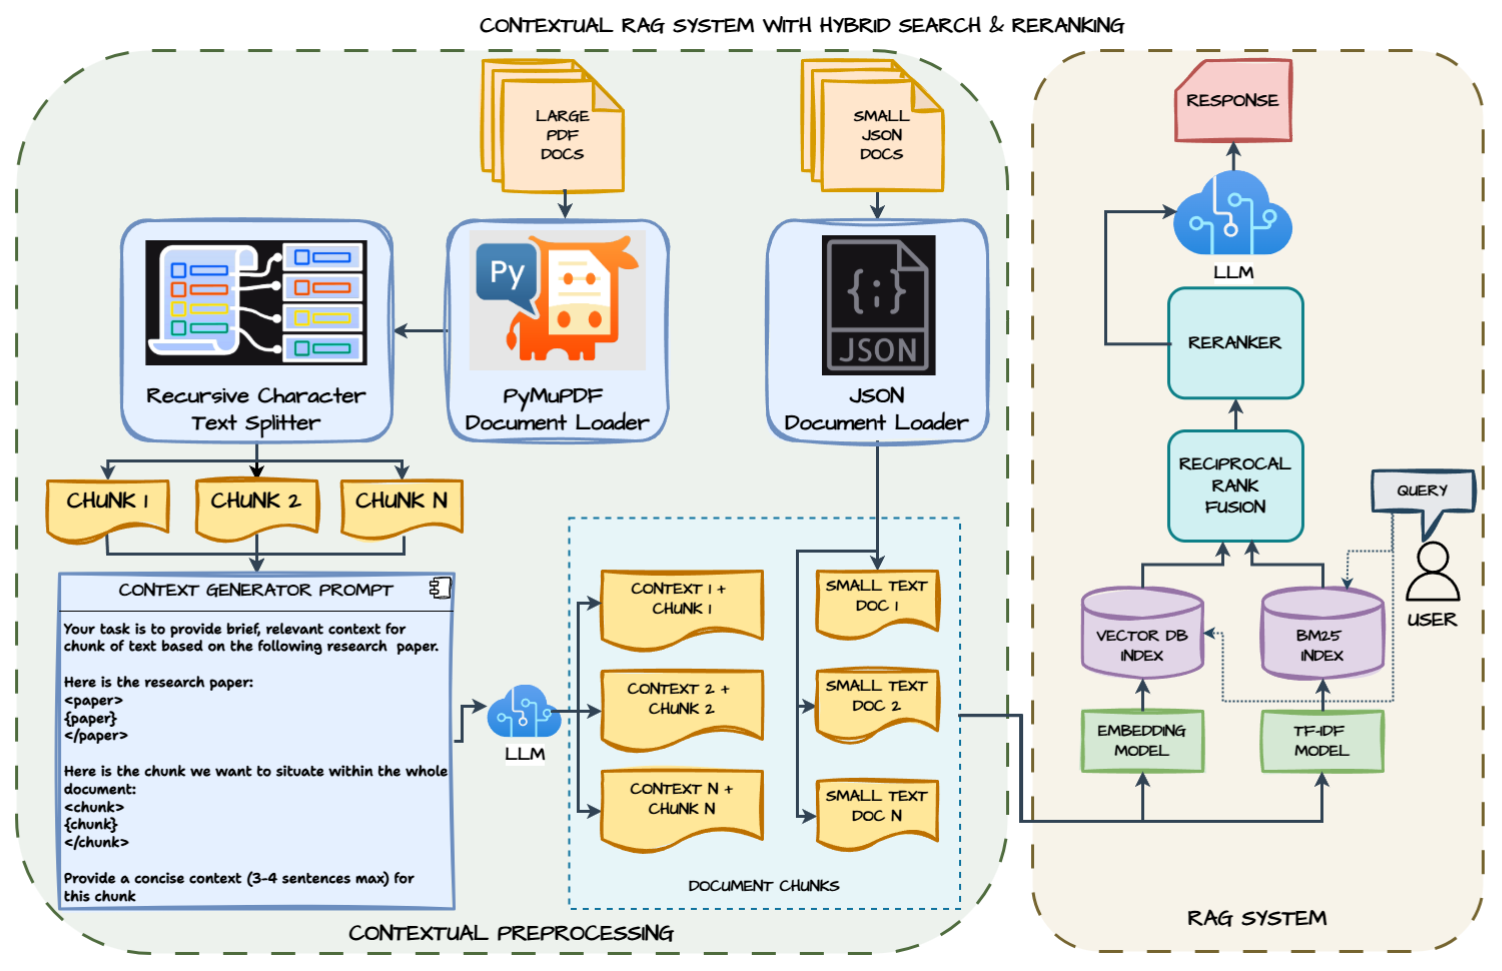 CONTEXTUAL RAG SYSTEM WITH HYBRID SEARCH & RERANKING
LARGE
PDF
DOCS
SMALL
JSON
DOCS
Py
{;}
JSON
Recursive Character
Text Splitter
PyMuPDF
Document Loader
JSON
Document Loader
CHUNK 1
CHUNK 2
CHUNK N
CONTEXT GENERATOR PROMPT
Your task is to provide brief, relevant context for
chunk of text based on the following research paper.
Here is the research paper:
<paper>
{paper}
</paper>
Here is the chunk we want to situate within the whole
document:
<chunk>
{chunk}
</chunk>
Provide a concise context (3-4 sentences max) for
this chunk
LLM
CONTEXT 1 +
CHUNK 1
CONTEXT 2 +
CHUNK 2
CONTEXT N +
CHUNK N
SMALL TEXT
DOC 1
SMALL TEXT
DOC 2
SMALL TEXT
DOC N
DOCUMENT CHUNKS
CONTEXTUAL PREPROCESSING
RESPONSE
LLM
RERANKER
RECIPROCAL
RANK
FUSION
QUERY
USER
VECTOR DB
INDEX
BM25
INDEX
EMBEDDING
MODEL
TF-IDF
MODEL
RAG SYSTEM